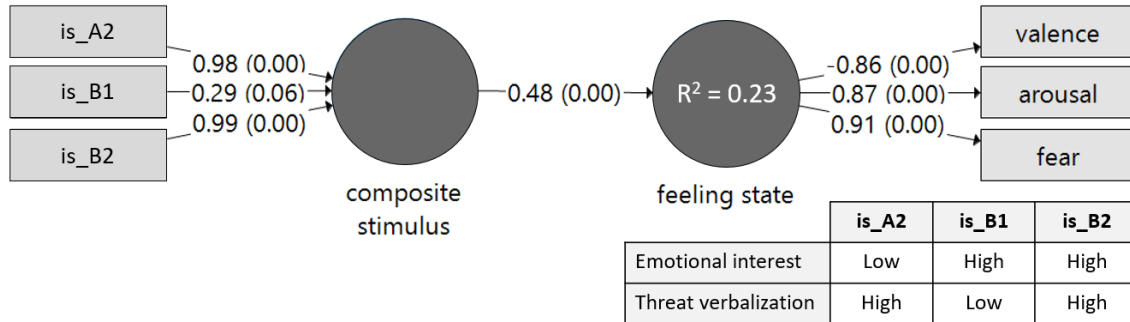 is_A2
is_B1
is_B2
0.98 (0.00)
0.29 (0.06)
0.99 (0.00)
composite
stimulus
0.48 (0.00)
R² = 0.23
feeling state
-0.86 (0.00)
0.87 (0.00)
0.91 (0.00)
valence
arousal
fear
is_A2 is_B1 is_B2
Emotional interest Low High High
Threat verbalization High Low High